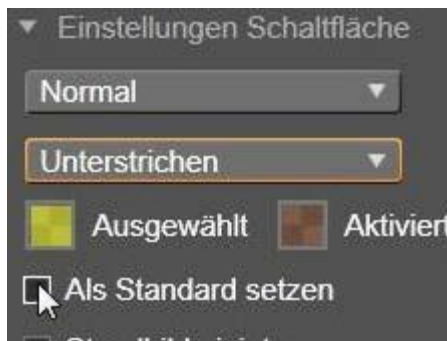 Einstellungen Schaltfläche
Normal
Unterstrichen
Ausgewählt Aktiviert
Als Standard setzen